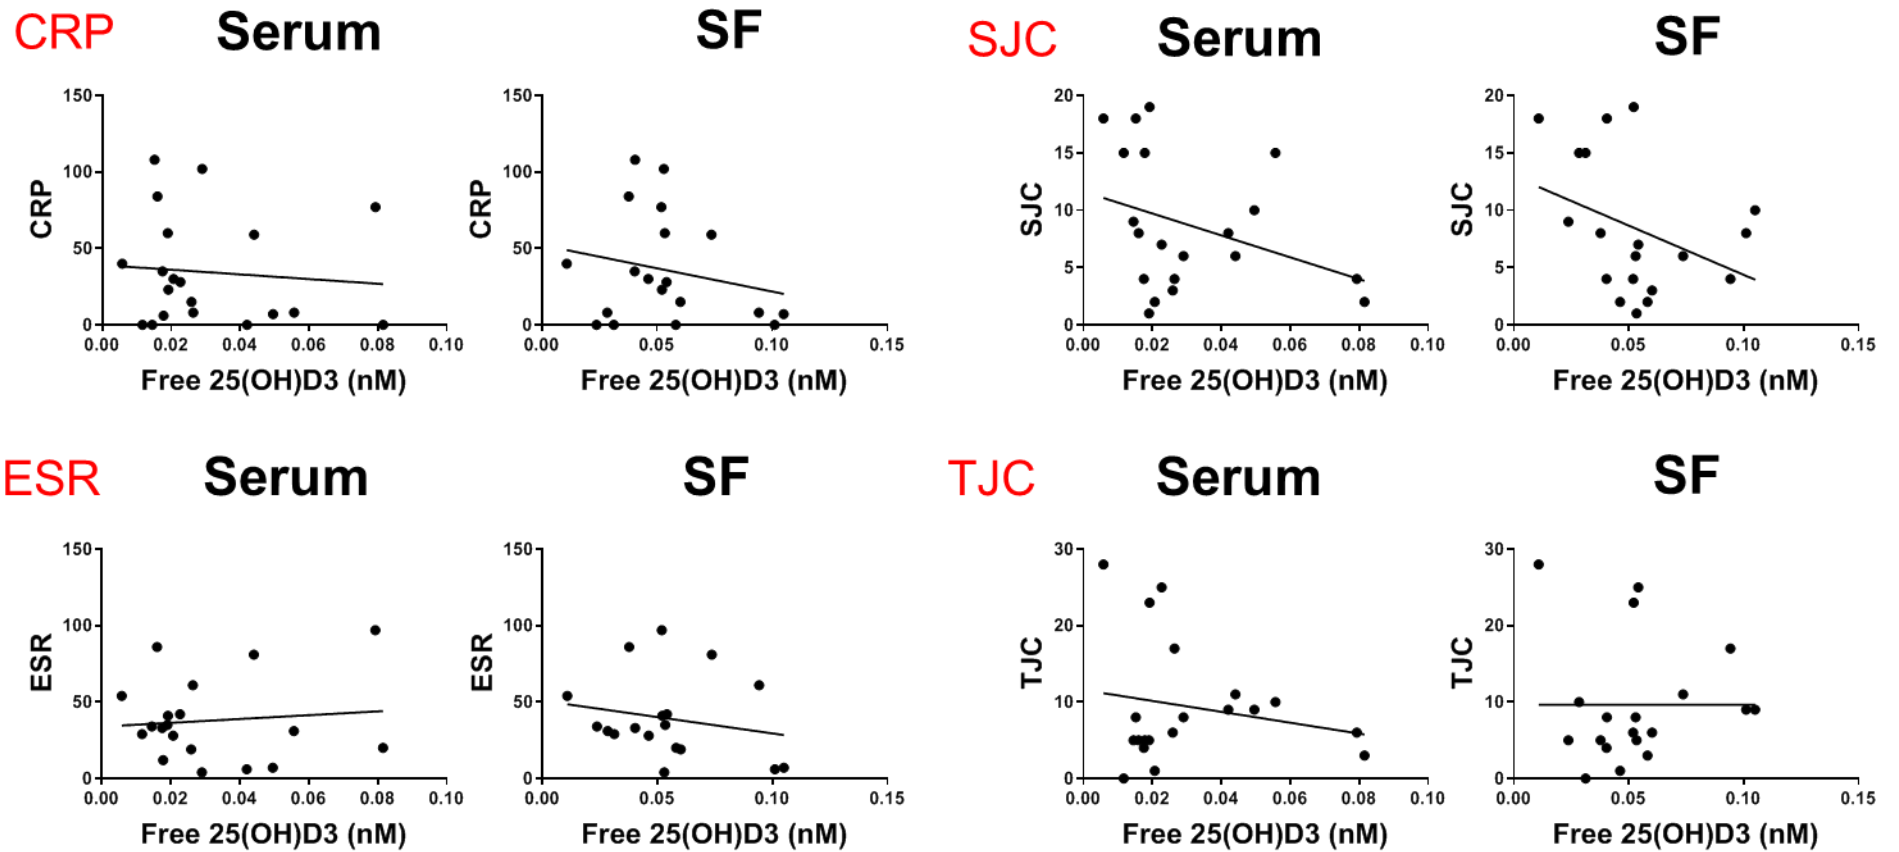 CRP Serum SF SJC Serum SF
150 150 20 20
100 100 15 15
50 50 10 10
5 5
0 0 0 0
CRP CRP SJC SJC
0.00 0.02 0.04 0.06 0.08 0.10 0.00 0.05 0.10 0.15 0.00 0.02 0.04 0.06 0.08 0.10 0.00 0.05 0.10 0.15
Free 25(OH)D3 (nM) Free 25(OH)D3 (nM) Free 25(OH)D3 (nM) Free 25(OH)D3 (nM)
ESR Serum SF TJC Serum SF
150 150 30 30
100 100 20 20
50 50 10 10
0 0 0 0
ESR ESR TJC TJC
0.00 0.02 0.04 0.06 0.08 0.10 0.00 0.05 0.10 0.15 0.00 0.02 0.04 0.06 0.08 0.10 0.00 0.05 0.10 0.15
Free 25(OH)D3 (nM) Free 25(OH)D3 (nM) Free 25(OH)D3 (nM) Free 25(OH)D3 (nM)